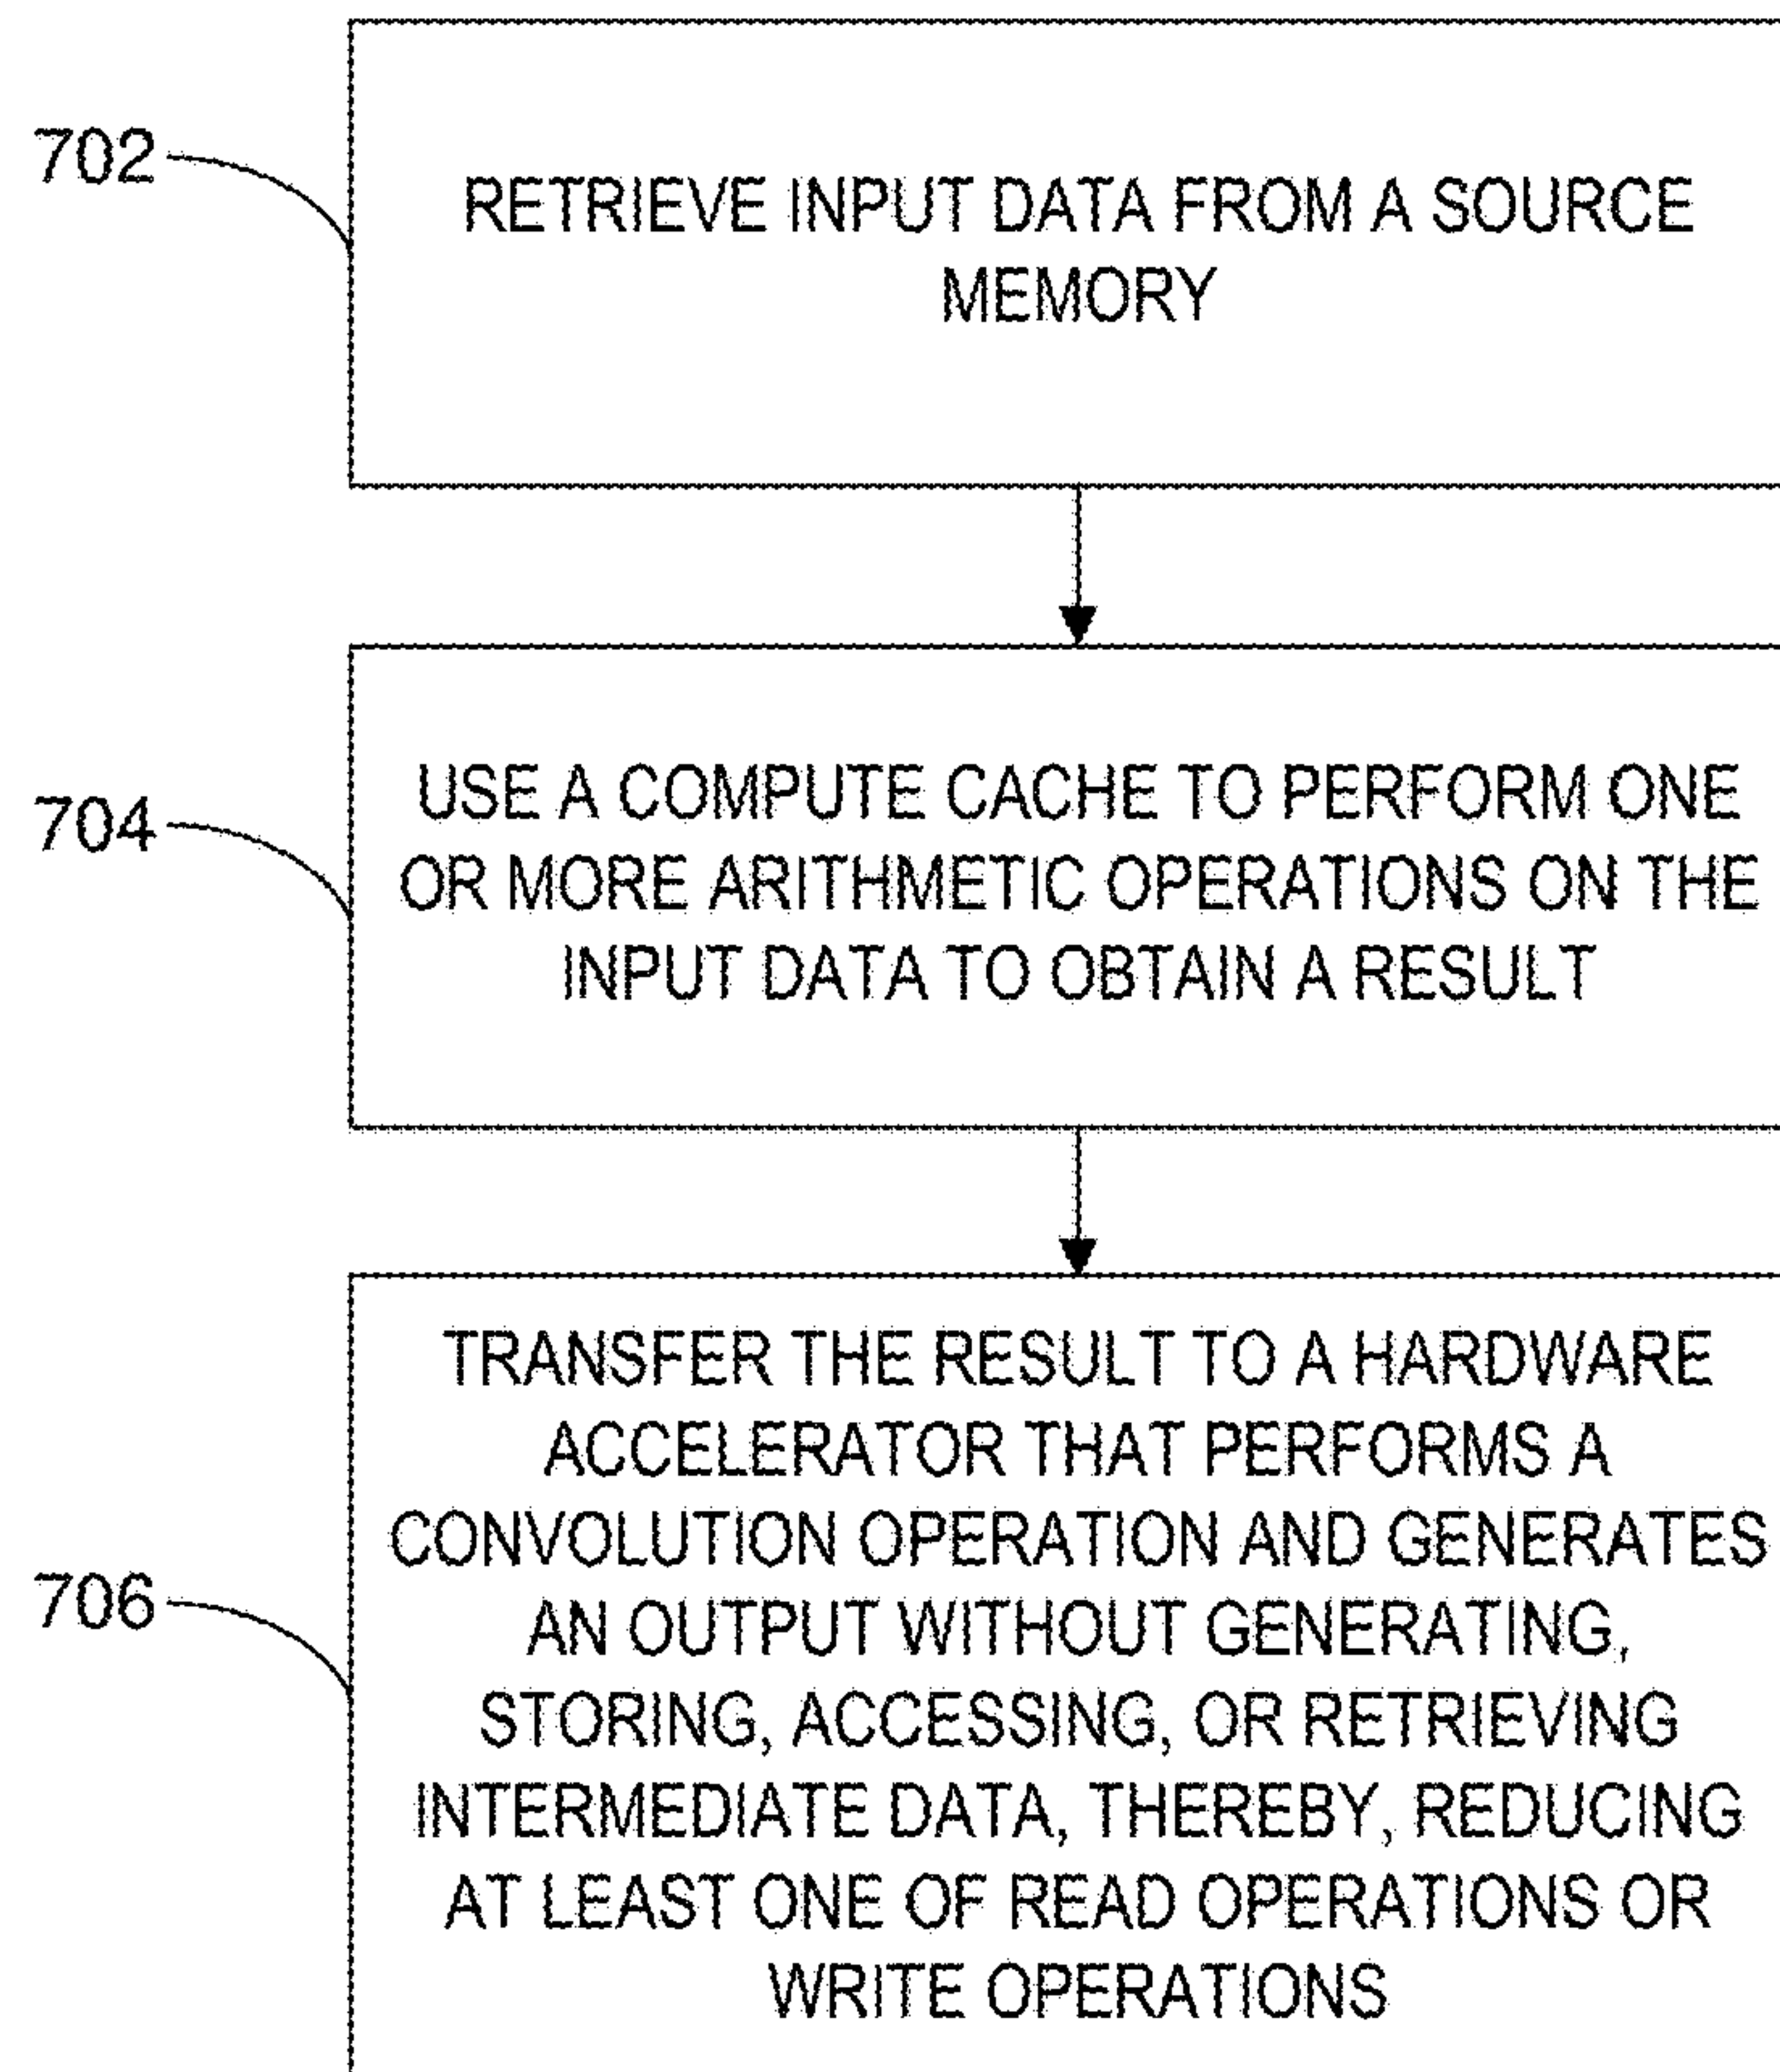 702
RETRIEVE INPUT DATA FROM A SOURCE
MEMORY
704
USE A COMPUTE CACHE TO PERFORM ONE
OR MORE ARITHMETIC OPERATIONS ON THE
INPUT DATA TO OBTAIN A RESULT
706
TRANSFER THE RESULT TO A HARDWARE
ACCELERATOR THAT PERFORMS A
CONVOLUTION OPERATION AND GENERATES
AN OUTPUT WITHOUT GENERATING,
STORING, ACCESSING, OR RETRIEVING
INTERMEDIATE DATA, THEREBY, REDUCING
AT LEAST ONE OF READ OPERATIONS OR
WRITE OPERATIONS